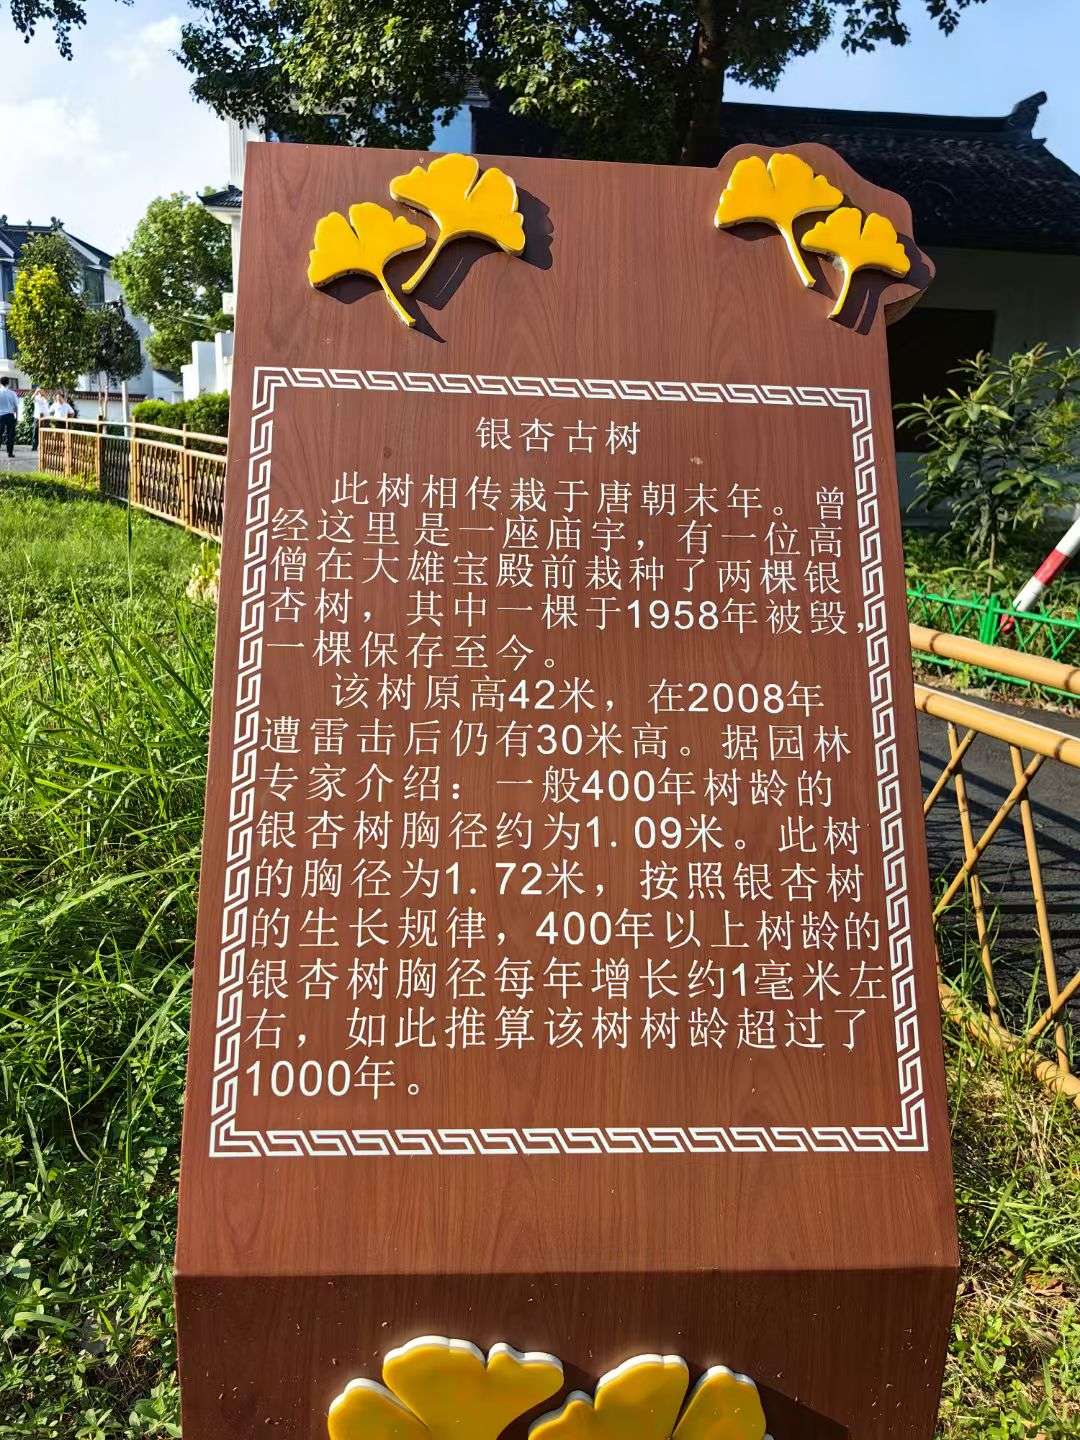 银杏古树
此树相传栽于唐朝末年。曾
经这里是一座庙宇，有一位高
僧在大雄宝殿前栽种了两棵银
杏树，其中一棵于1958年被毁，
一棵保存至今。
该树原高42米，在2008年
遭雷击后仍有30米高。据园林
专家介绍：一般400年树龄的
银杏树胸径约为1.09米。此树
的胸径为1.72米，按照银杏树
的生长规律，400年以上树龄的
银杏树胸径每年增长约1毫米左
右，如此推算该树树龄超过了
1000年。